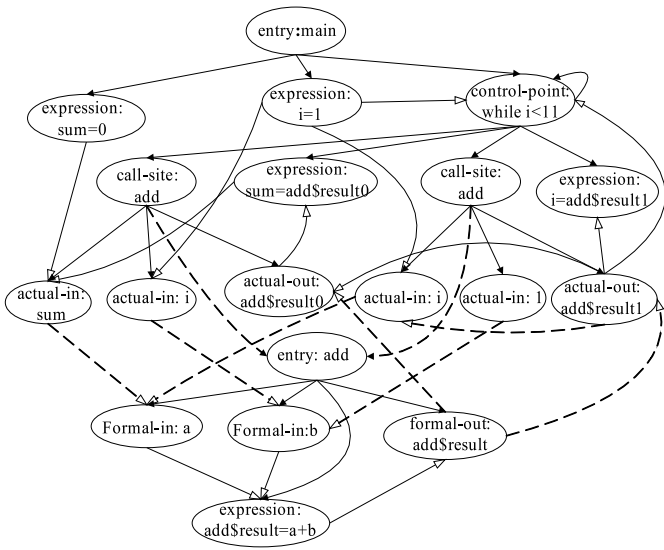 entry:main
expression:
sum=0
expression:
i=1
control-point:
while i<11
call-site:
add
expression:
sum=add$result0
call-site:
add
expression:
i=add$result1
actual-in:
sum
actual-in: i
actual-out:
add$result0
actual-in: i
actual-in: 1
actual-out:
add$result1
entry: add
Formal-in: a
Formal-in:b
formal-out:
add$result
expression:
add$result=a+b